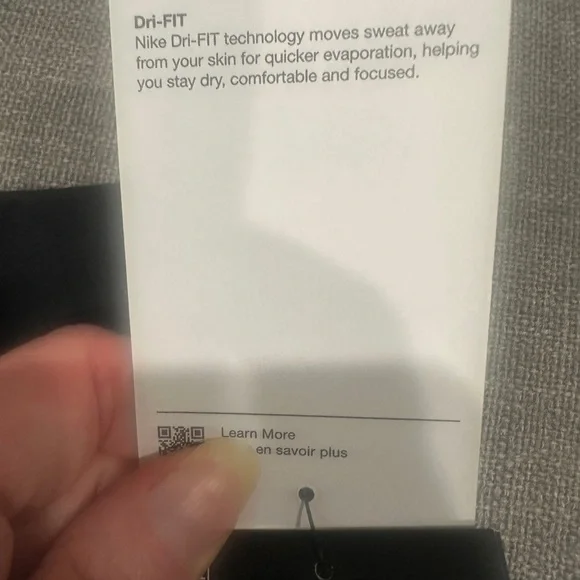 Dri-FIT
Nike Dri-FIT technology moves sweat away
from your skin for quicker evaporation, helping
you stay dry, comfortable and focused.
Learn More
en savoir plus